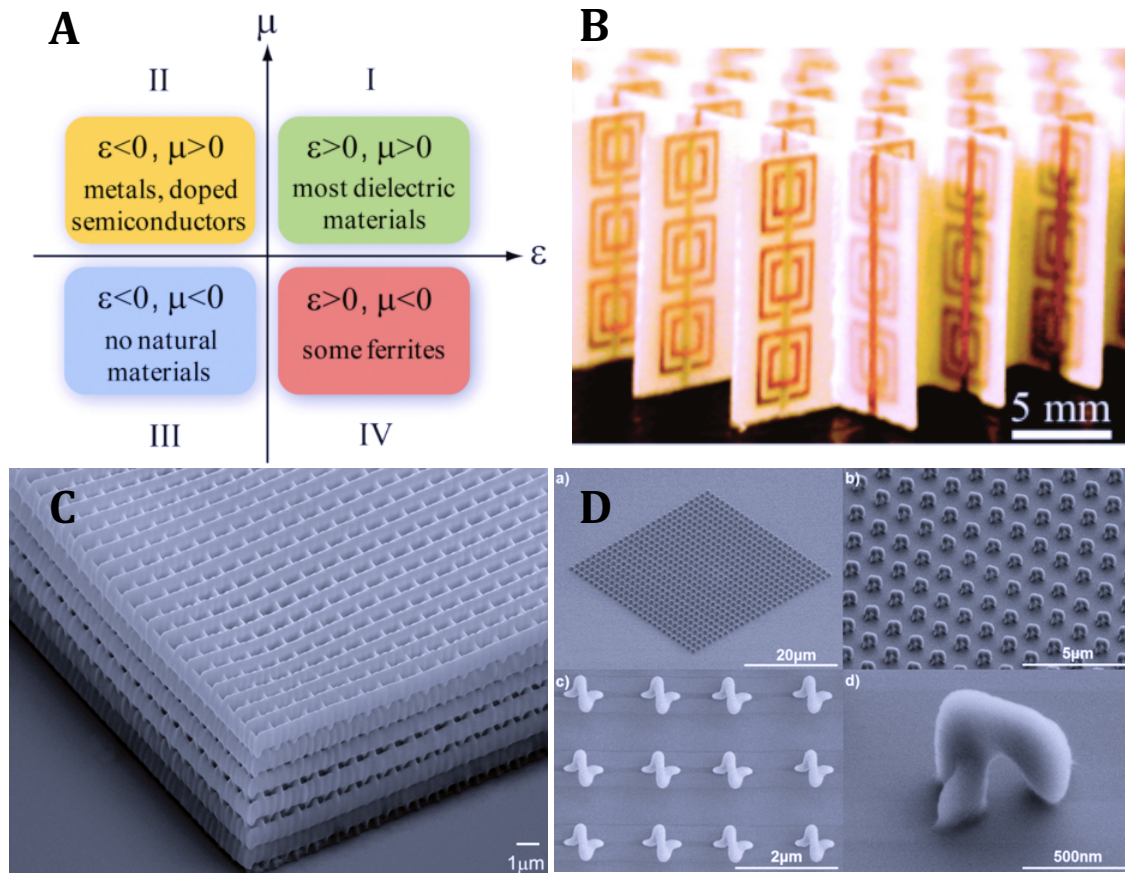 A
μ
II
I
ε<0, μ>0
metals, doped
semiconductors
ε>0, μ>0
most dielectric
materials
ε
ε<0, μ<0
no natural
materials
ε>0, μ<0
some ferrites
III
IV
B
5 mm
C
1μm
D
a)
20μm
b)
5μm
c)
2μm
d)
500nm